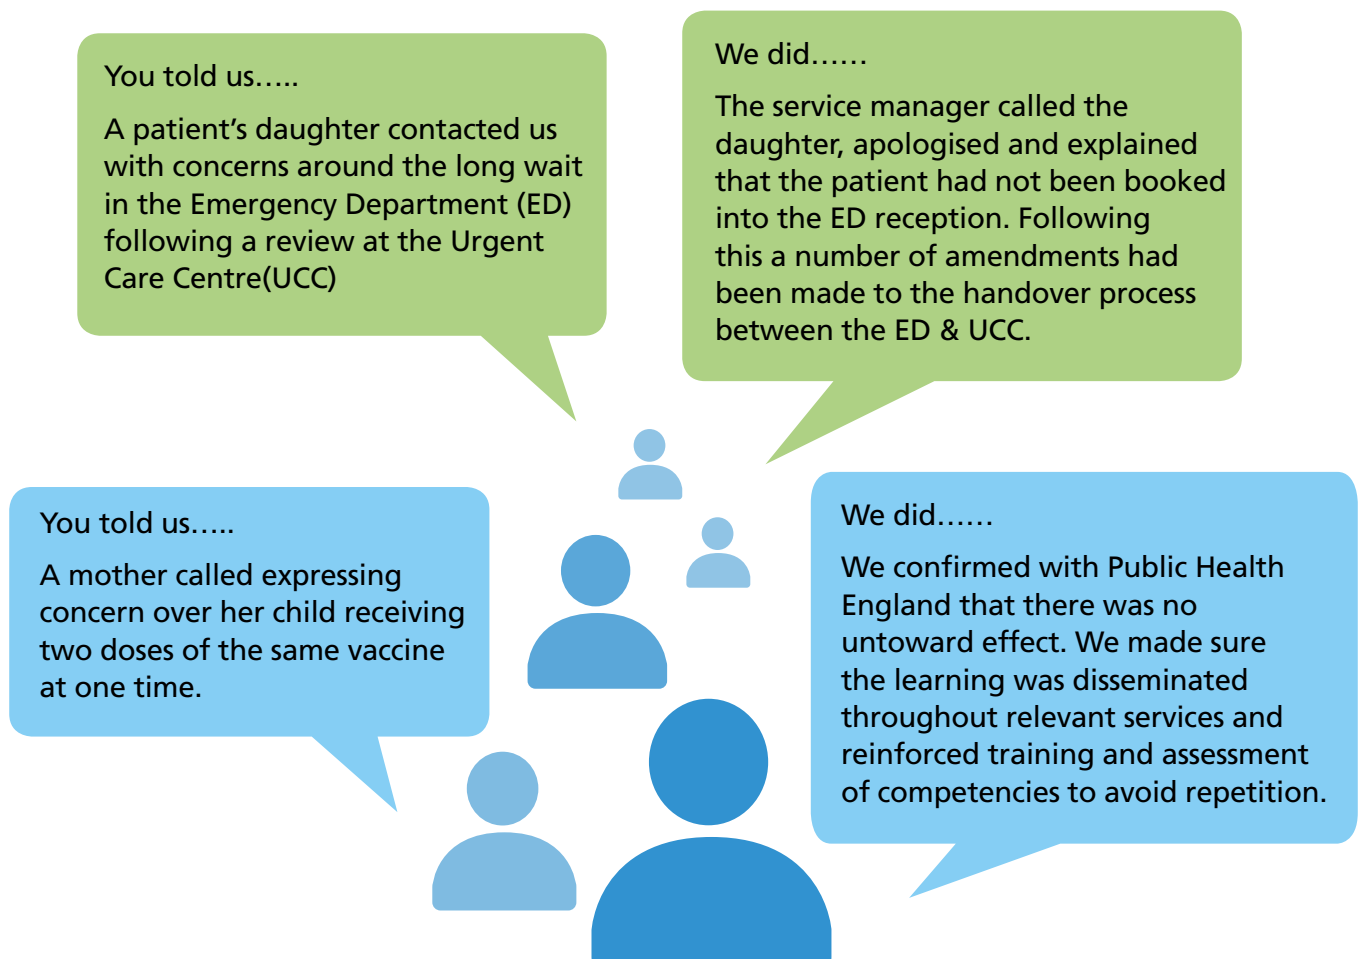 You told us.....
A patient’s daughter contacted us
with concerns around the long wait
in the Emergency Department (ED)
following a review at the Urgent
Care Centre(UCC)
We did......
The service manager called the
daughter, apologised and explained
that the patient had not been booked
into the ED reception. Following
this a number of amendments had
been made to the handover process
between the ED & UCC.
You told us.....
A mother called expressing
concern over her child receiving
two doses of the same vaccine
at one time.
We did......
We confirmed with Public Health
England that there was no
untoward effect. We made sure
the learning was disseminated
throughout relevant services and
reinforced training and assessment
of competencies to avoid repetition.